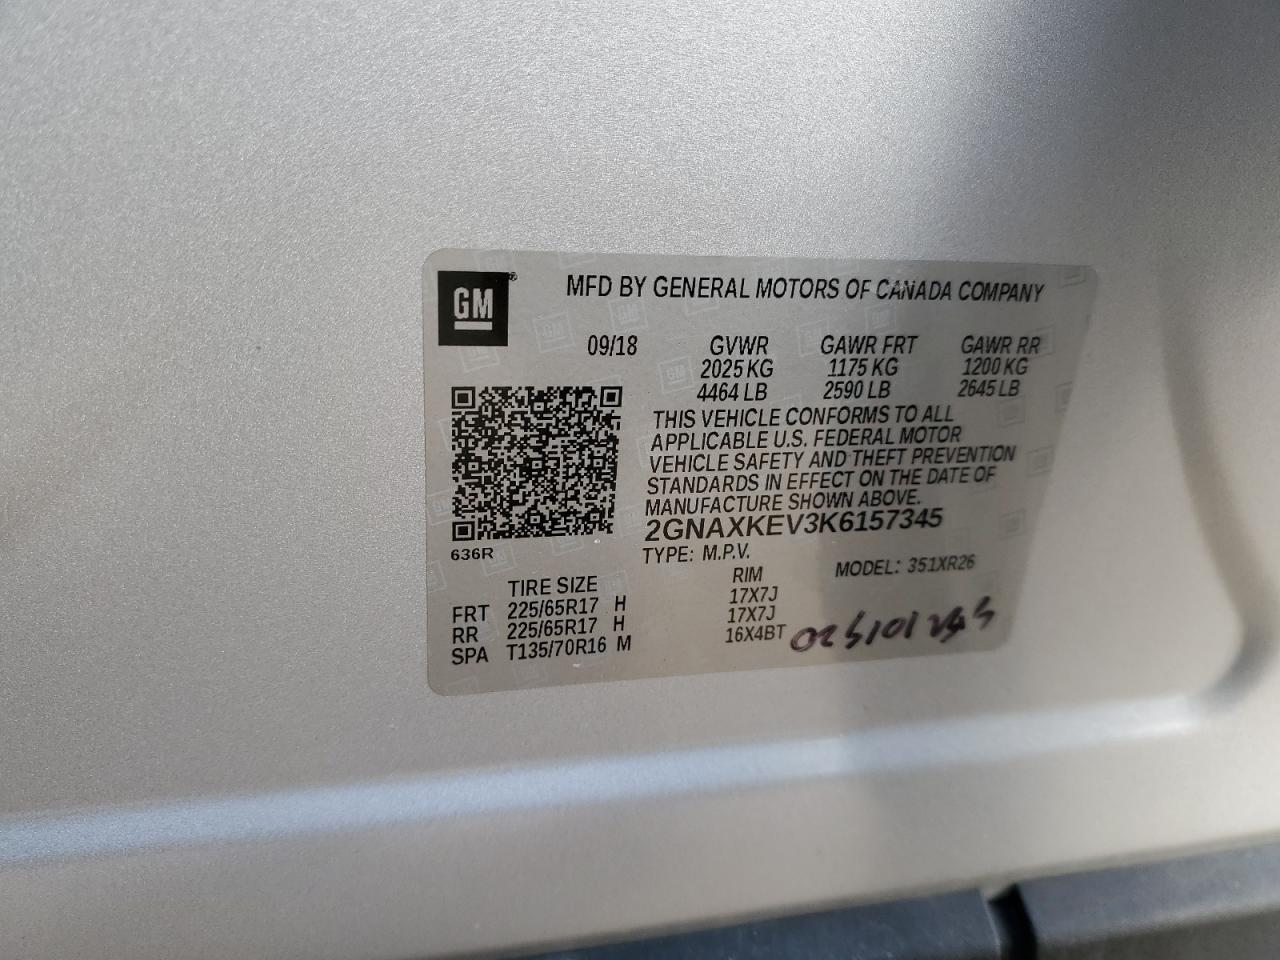 GM
MFD BY GENERAL MOTORS OF CANADA COMPANY
09/18 GVWR GAWR FRT GAWR RR
2025 KG 1175 KG 1200 KG
4464 LB 2590 LB 2645 LB
THIS VEHICLE CONFORMS TO ALL
APPLICABLE U.S. FEDERAL MOTOR
VEHICLE SAFETY AND THEFT PREVENTION
STANDARDS IN EFFECT ON THE DATE OF
MANUFACTURE SHOWN ABOVE.
2GNAXKEV3K6157345
636R
TYPE: M.P.V. MODEL: 351XR26
TIRE SIZE RIM
FRT 225/65R17 H 17X7J
RR 225/65R17 H 17X7J
SPA T135/70R16 M 16X4BT